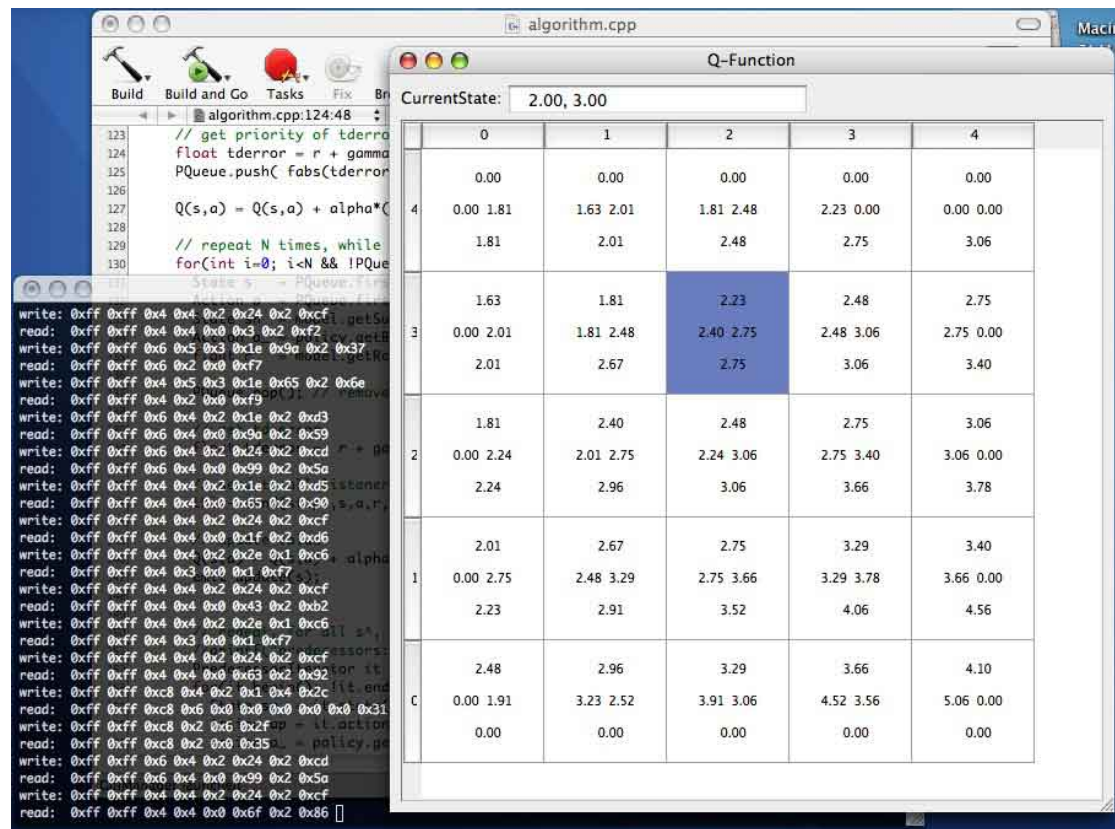 algorithm.cpp
Build Build and Go Tasks Fix
algorithm.cpp:124:48
123 // get priority of tderro
124 float tderror = r + gamma
125 PQueue.push( fabs(tderror
126
127 Q(s,a) = Q(s,a) + alpha*(
128
129 // repeat N times, while
130 for(int i=0; i<N && !PQue
write: 0xff 0xff 0x4 0x4 0x2 0x24 0x2 0xcf
read: 0xff 0xff 0x4 0x4 0x0 0x3 0x2 0xf2
write: 0xff 0xff 0x6 0x5 0x3 0x1e 0x9a 0x2 0x37
read: 0xff 0xff 0x6 0x2 0x0 0xf7
write: 0xff 0xff 0x4 0x5 0x3 0x1e 0x65 0x2 0x6e
read: 0xff 0xff 0x4 0x2 0x0 0xf9
write: 0xff 0xff 0x6 0x4 0x2 0x1e 0x2 0xd3
read: 0xff 0xff 0x6 0x4 0x0 0x9a 0x2 0x59
write: 0xff 0xff 0x6 0x4 0x2 0x24 0x2 0xcd
read: 0xff 0xff 0x6 0x4 0x0 0x99 0x2 0x5a
write: 0xff 0xff 0x4 0x4 0x2 0x1e 0x2 0xd5
read: 0xff 0xff 0x4 0x4 0x0 0x65 0x2 0x90
write: 0xff 0xff 0x4 0x4 0x2 0x24 0x2 0xcf
read: 0xff 0xff 0x4 0x4 0x0 0x1f 0x2 0xd6
write: 0xff 0xff 0x4 0x4 0x2 0x2e 0x1 0xc6
read: 0xff 0xff 0x4 0x3 0x0 0x1 0xf7
write: 0xff 0xff 0x4 0x4 0x2 0x24 0x2 0xcf
read: 0xff 0xff 0x4 0x4 0x0 0x43 0x2 0xb2
write: 0xff 0xff 0x4 0x4 0x2 0x2e 0x1 0xc6
read: 0xff 0xff 0x4 0x3 0x0 0x1 0xf7
write: 0xff 0xff 0x4 0x4 0x2 0x24 0x2 0xcf
read: 0xff 0xff 0x4 0x4 0x0 0x63 0x2 0x92
write: 0xff 0xff 0xc8 0x4 0x2 0x1 0x4 0x2c
read: 0xff 0xff 0xc8 0x6 0x0 0x0 0x0 0x0 0x0 0x31
write: 0xff 0xff 0xc8 0x2 0x6 0x2f
read: 0xff 0xff 0xc8 0x2 0x0 0x35
write: 0xff 0xff 0x6 0x4 0x2 0x24 0x2 0xcd
read: 0xff 0xff 0x6 0x4 0x0 0x99 0x2 0x5a
write: 0xff 0xff 0x4 0x4 0x2 0x24 0x2 0xcf
read: 0xff 0xff 0x4 0x4 0x0 0x6f 0x2 0x86
Q-Function
CurrentState: 2.00, 3.00
0 1 2 3 4
0.00 0.00 0.00 0.00 0.00
4 0.00 1.81 1.63 2.01 1.81 2.48 2.23 0.00 0.00 0.00
1.81 2.01 2.48 2.75 3.06
1.63 1.81 2.23 2.48 2.75
3 0.00 2.01 1.81 2.48 2.40 2.75 2.48 3.06 2.75 0.00
2.01 2.67 2.75 3.06 3.40
1.81 2.40 2.48 2.75 3.06
2 0.00 2.24 2.01 2.75 2.24 3.06 2.75 3.40 3.06 0.00
2.24 2.96 3.06 3.66 3.78
2.01 2.67 2.75 3.29 3.40
1 0.00 2.75 2.48 3.29 2.75 3.66 3.29 3.78 3.66 0.00
2.23 2.91 3.52 4.06 4.56
2.48 2.96 3.29 3.66 4.10
0.00 1.91 3.23 2.52 3.91 3.06 4.52 3.56 5.06 0.00
0.00 0.00 0.00 0.00 0.00